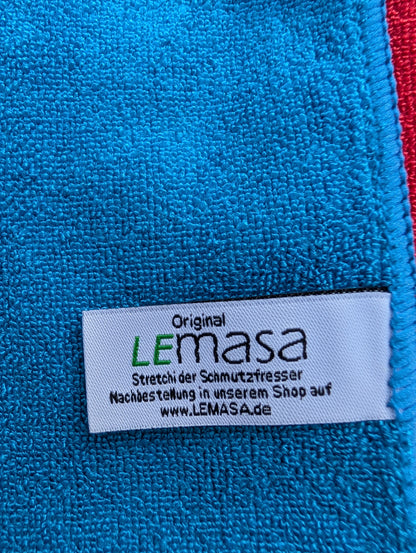 Original
LEmasa
Stretchi der Schmutzfresser
Nachbestellung in unserem Shop auf
www.LEMASA.de